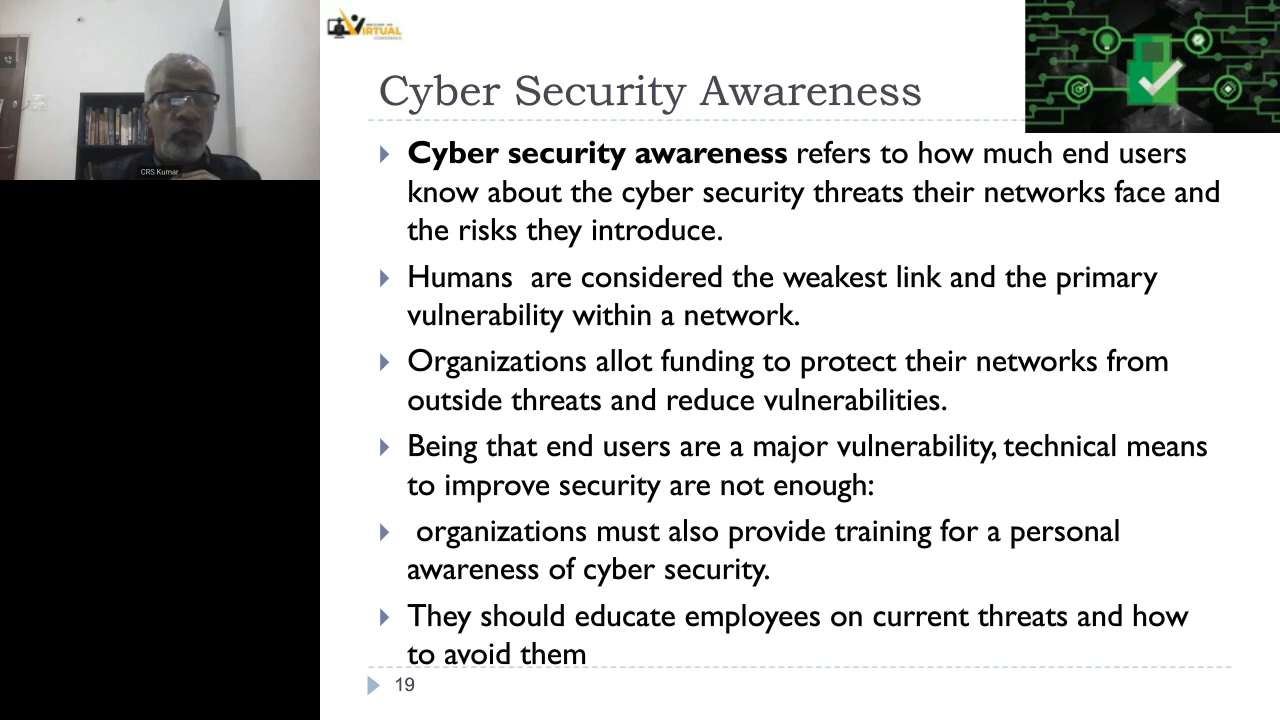 CRS Kumar
VIRTUAL
CONFERENCE
Cyber Security Awareness
Cyber security awareness refers to how much end users
know about the cyber security threats their networks face and
the risks they introduce.
Humans  are considered the weakest link and the primary
vulnerability within a network.
Organizations allot funding to protect their networks from
outside threats and reduce vulnerabilities.
Being that end users are a major vulnerability, technical means
to improve security are not enough:
organizations must also provide training for a personal
awareness of cyber security.
They should educate employees on current threats and how
to avoid them
19